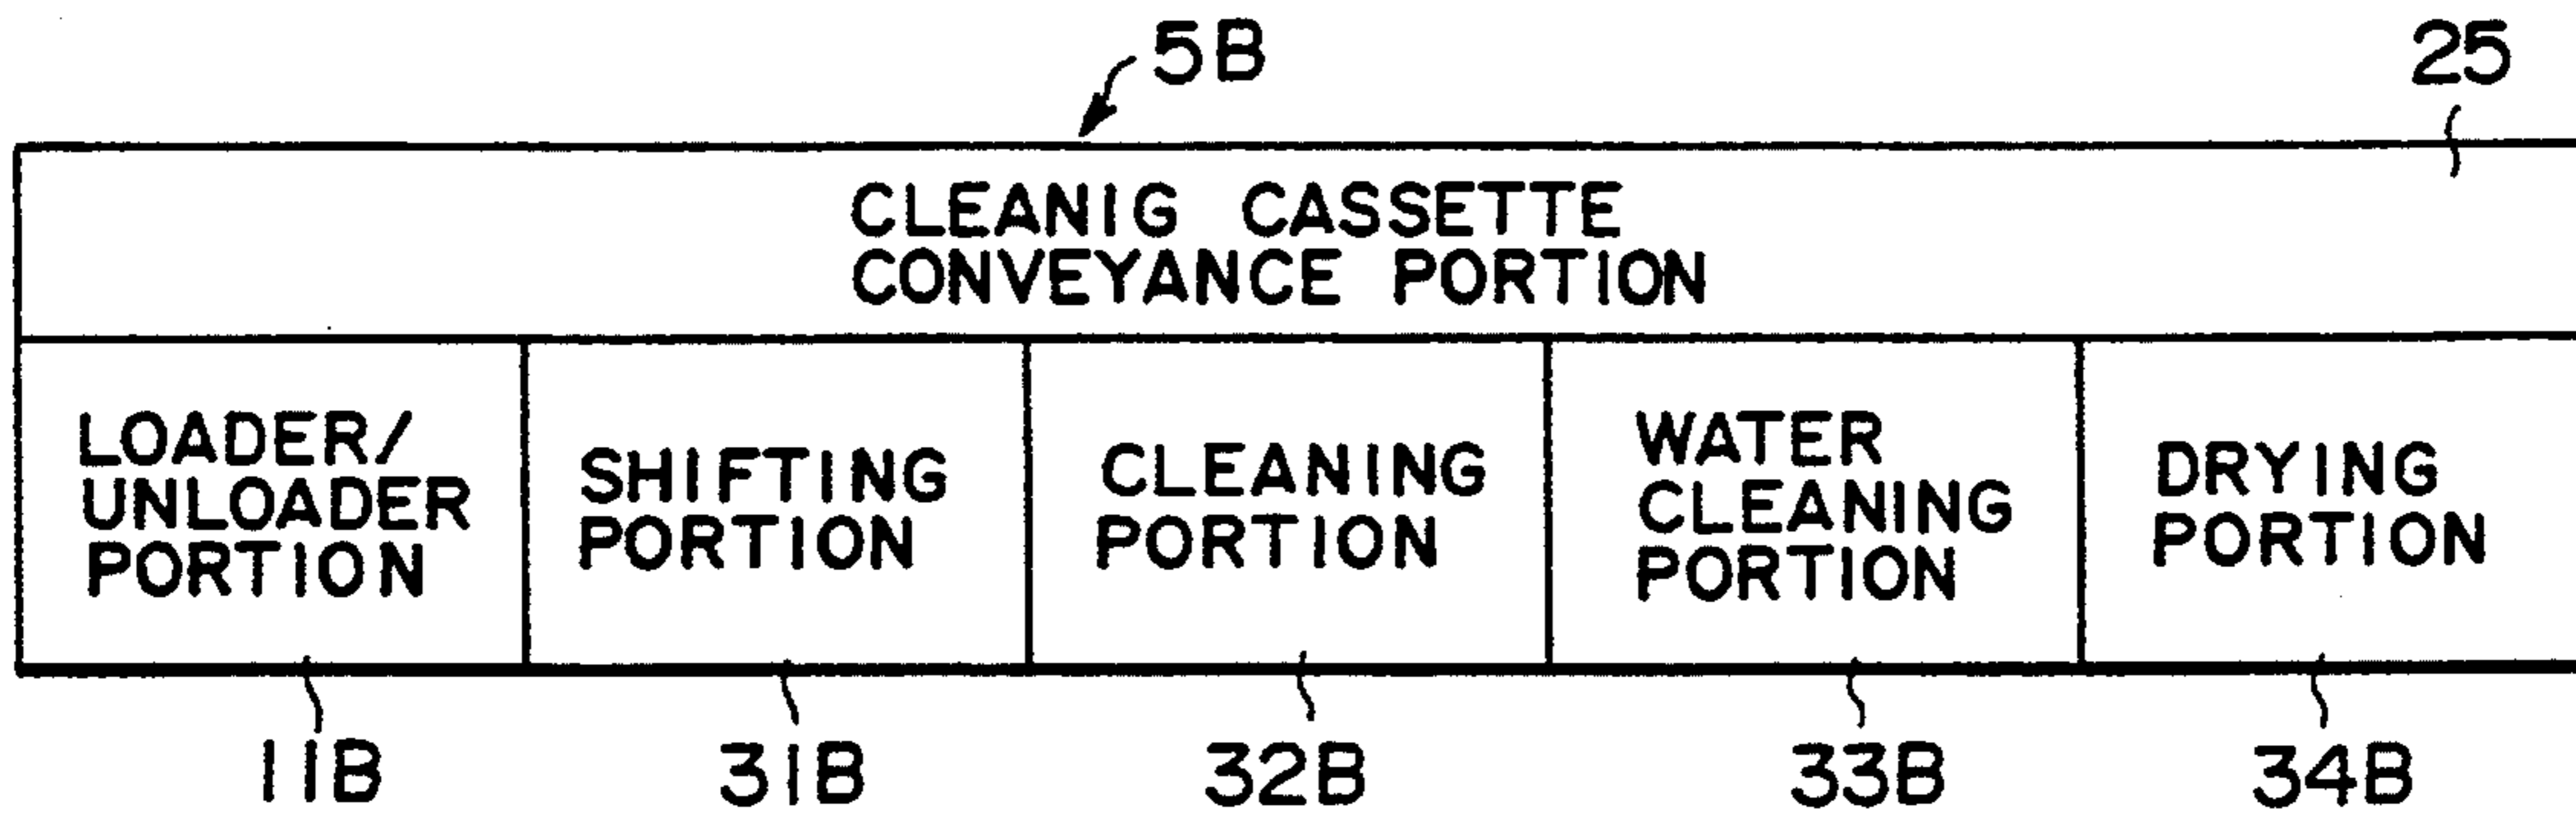 5B
25
CLEANIG CASSETTE
CONVEYANCE PORTION
LOADER/
UNLOADER
PORTION
SHIFTING
PORTION
CLEANING
PORTION
WATER
CLEANING
PORTION
DRYING
PORTION
11B
31B
32B
33B
34B